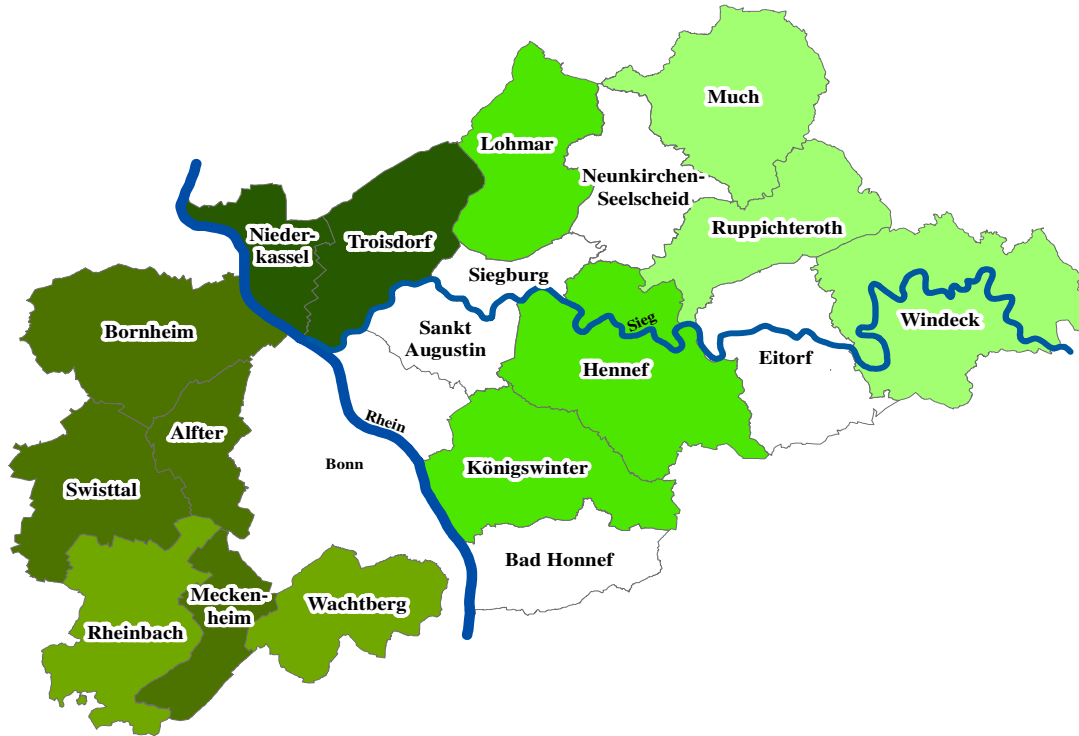 Much
Lohmar
Neunkirchen-
Seelscheid
Ruppichteroth
Nieder-
kassel
Troisdorf
Siegburg
Sankt
Augustin
Sieg
Windeck
Bornheim
Eitorf
Hennef
Rhein
Alfter
Bonn
Königswinter
Swisttal
Bad Honnef
Mecken-
heim
Wachtberg
Rheinbach